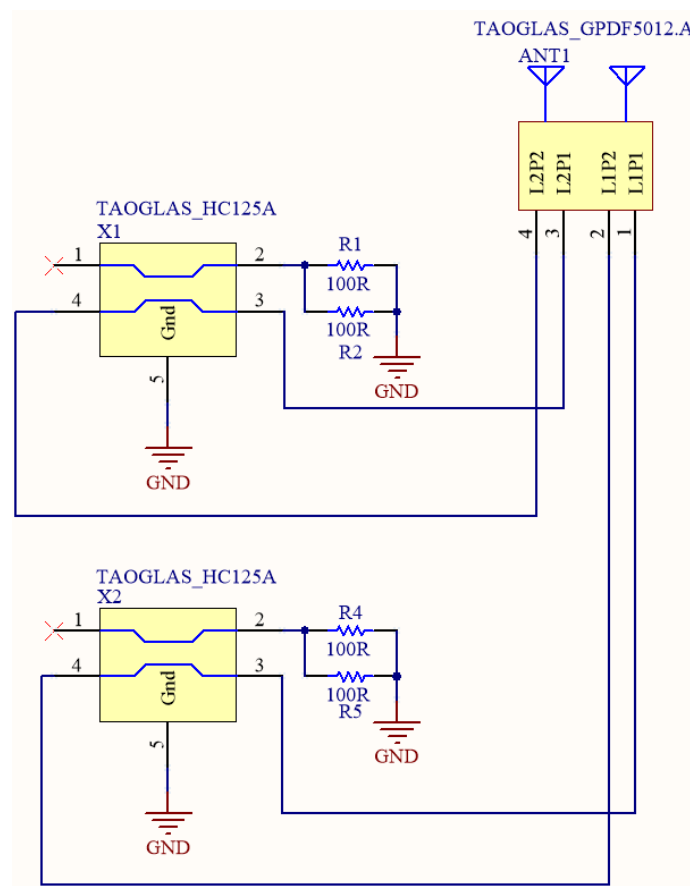 TAOGLAS_GPDF5012.A
ANT1
L2P2
L2P1
L1P2
L1P1
4
3
2
1
TAOGLAS_HC125A
X1
1
2
4
3
Gnd
5
GND
R1
100R
100R
R2
GND
TAOGLAS_HC125A
X2
1
2
4
3
Gnd
5
GND
R4
100R
100R
R5
GND